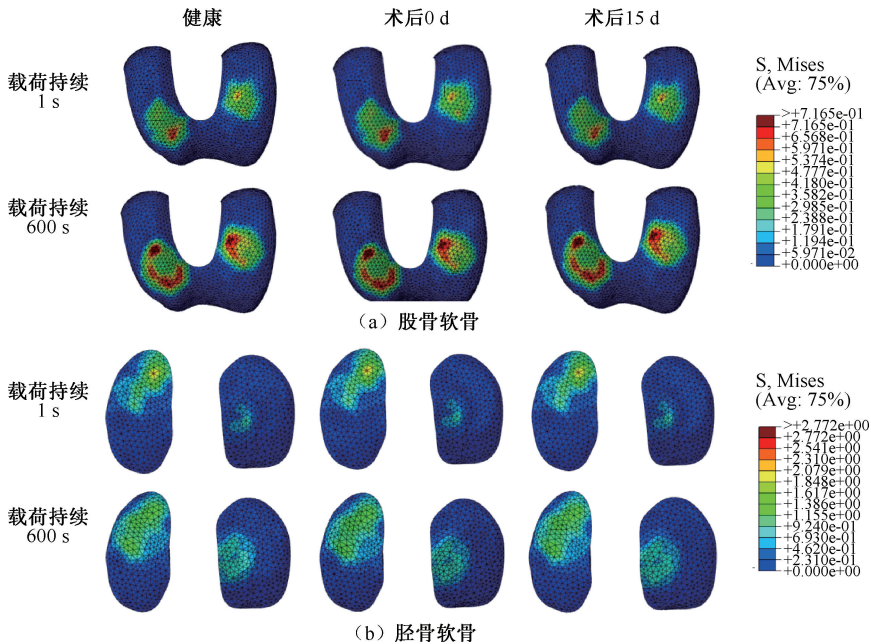 健康 术后0 d 术后15 d
载荷持续
1 s
S, Mises
(Avg: 75%)
>+7.165e-01
+7.165e-01
+6.568e-01
+5.971e-01
+5.374e-01
+4.777e-01
+4.180e-01
+3.582e-01
+2.985e-01
+2.388e-01
+1.791e-01
+1.194e-01
+5.971e-02
+0.000e+00
载荷持续
600 s
（a）股骨软骨
载荷持续
1 s
S, Mises
(Avg: 75%)
>+2.772e+00
+2.772e+00
+2.541e+00
+2.310e+00
+2.079e+00
+1.848e+00
+1.617e+00
+1.386e+00
+1.155e+00
+9.240e-01
+6.930e-01
+4.620e-01
+2.310e-01
+0.000e+00
载荷持续
600 s
（b）胫骨软骨